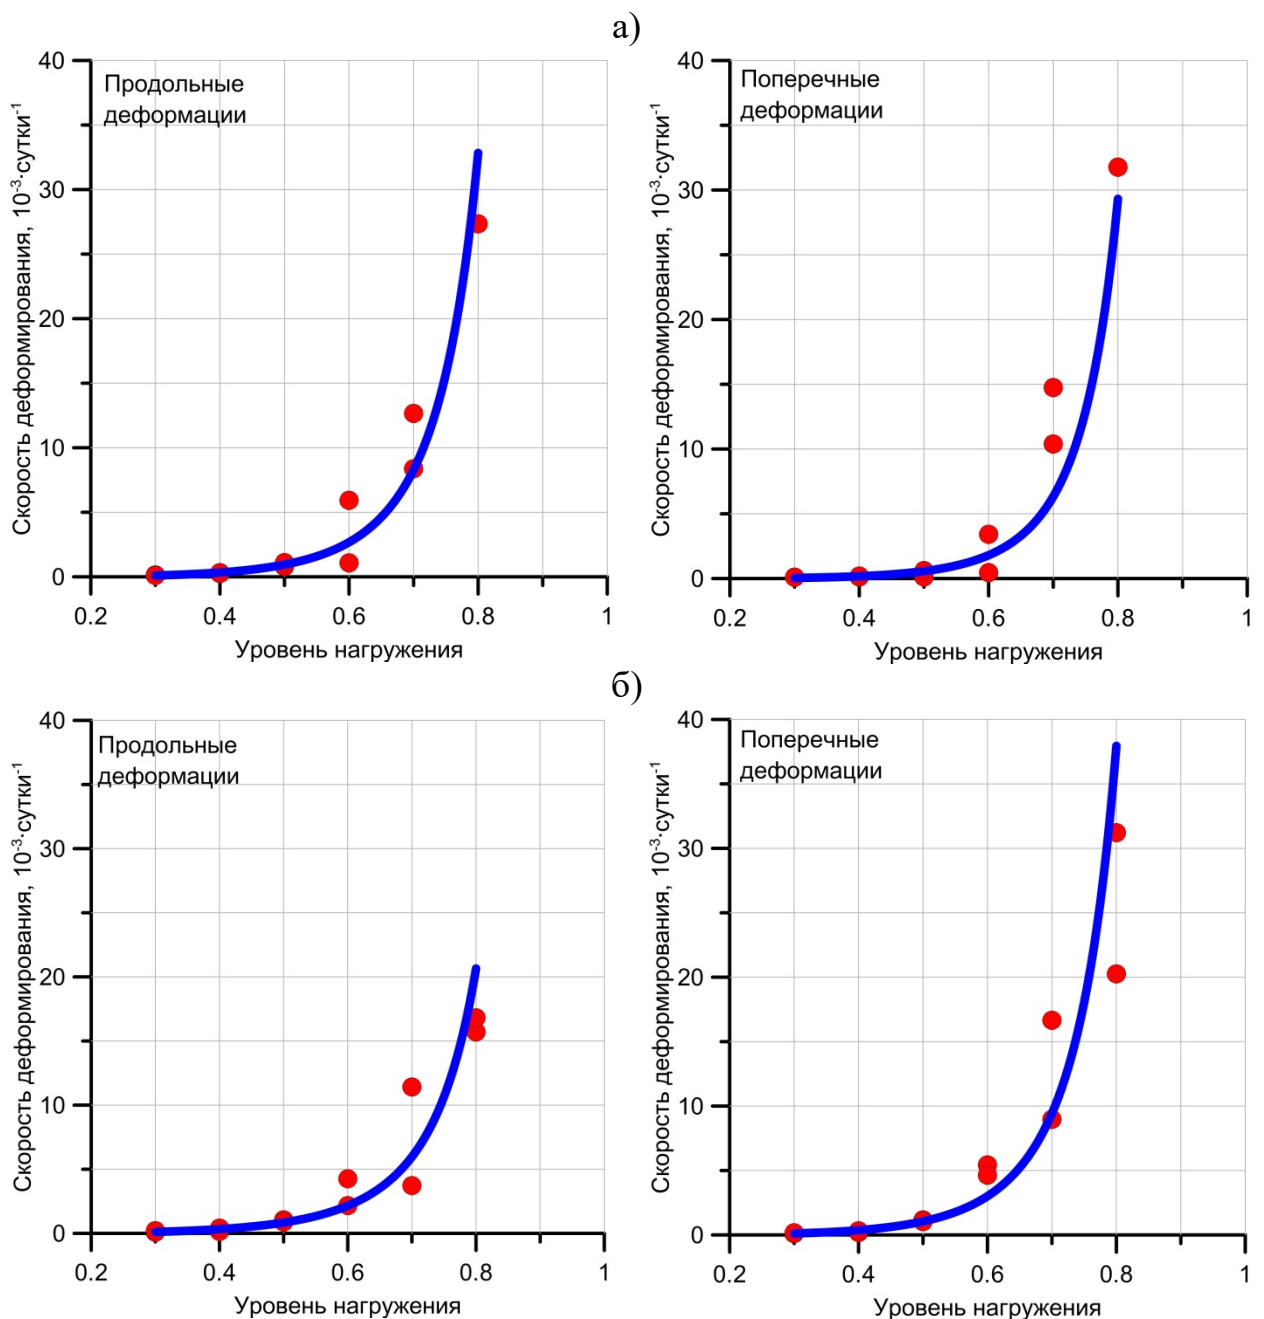 а)
Продольные
деформации
Скорость деформирования, 10⁻³·сутки⁻¹
40
30
20
10
0
0.2 0.4 0.6 0.8 1
Уровень нагружения
Поперечные
деформации
Скорость деформирования, 10⁻³·сутки⁻¹
40
30
20
10
0
0.2 0.4 0.6 0.8 1
Уровень нагружения
б)
Продольные
деформации
Скорость деформирования, 10⁻³·сутки⁻¹
40
30
20
10
0
0.2 0.4 0.6 0.8 1
Уровень нагружения
Поперечные
деформации
Скорость деформирования, 10⁻³·сутки⁻¹
40
30
20
10
0
0.2 0.4 0.6 0.8 1
Уровень нагружения